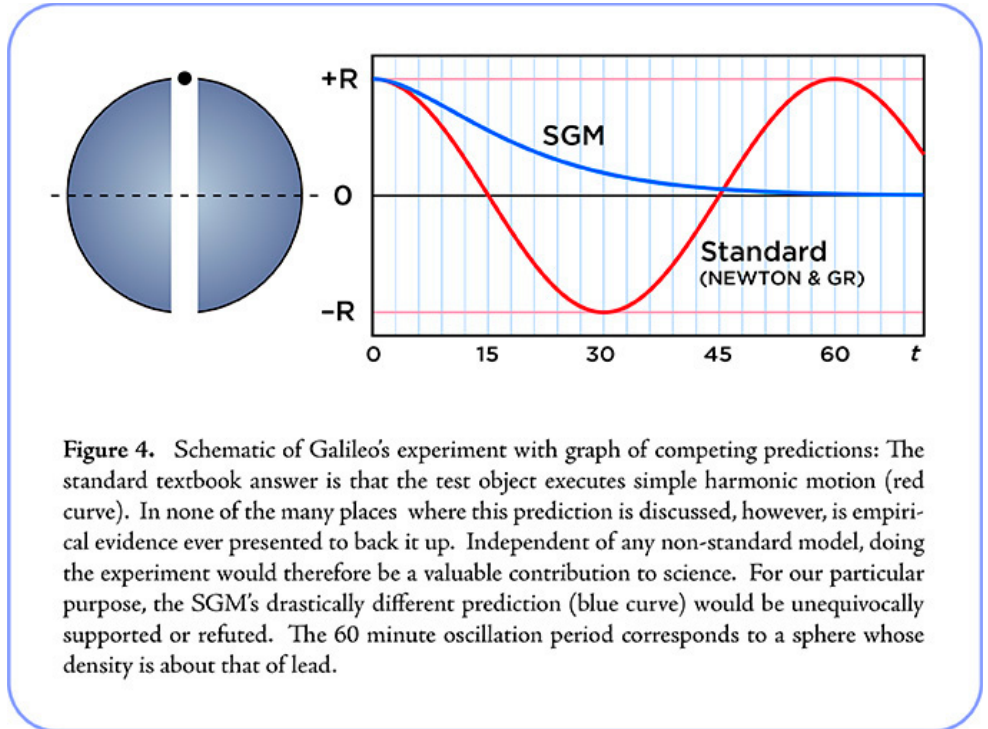 +R
SGM
0
Standard
(NEWTON & GR)
–R
0 15 30 45 60 t
Figure 4. Schematic of Galileo's experiment with graph of competing predictions: The
standard textbook answer is that the test object executes simple harmonic motion (red
curve). In none of the many places where this prediction is discussed, however, is empiri-
cal evidence ever presented to back it up. Independent of any non-standard model, doing
the experiment would therefore be a valuable contribution to science. For our particular
purpose, the SGM's drastically different prediction (blue curve) would be unequivocally
supported or refuted. The 60 minute oscillation period corresponds to a sphere whose
density is about that of lead.